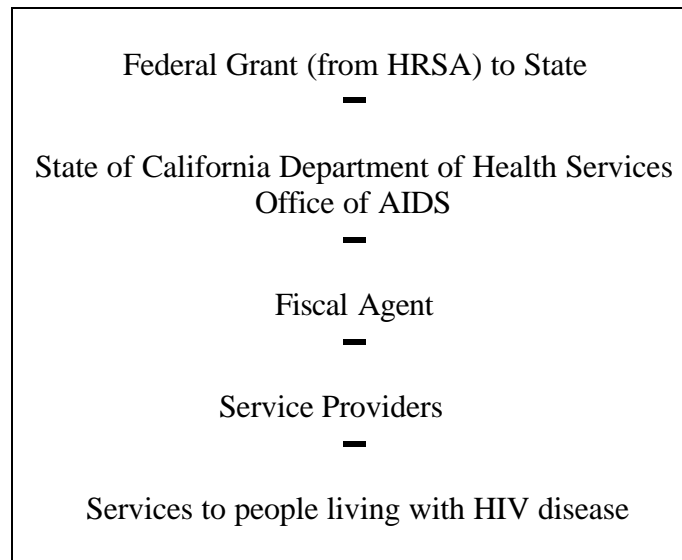 Federal Grant (from HRSA) to State
State of California Department of Health Services
Office of AIDS
Fiscal Agent
Service Providers
Services to people living with HIV disease